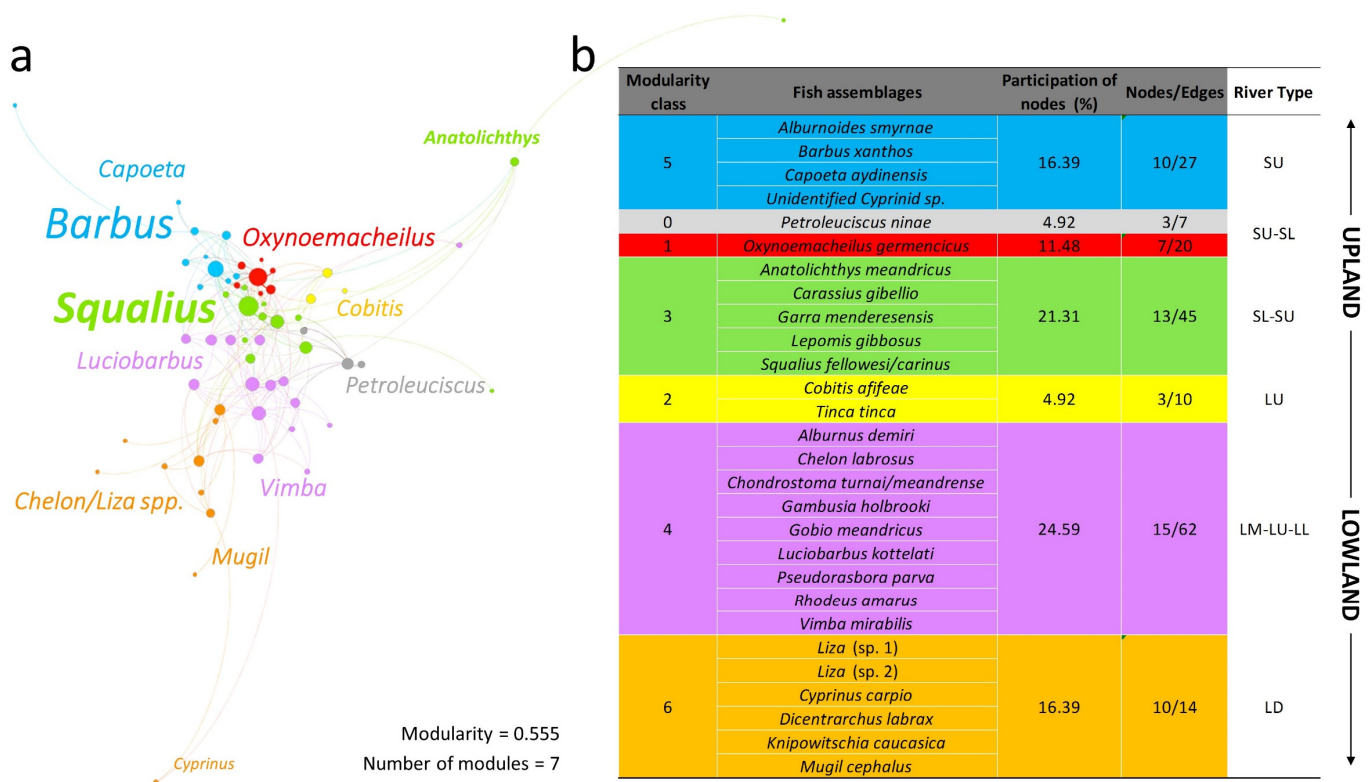 a
Anatolichthys
Capoeta
Barbus
Oxynoemacheilus
Squalius
Cobitis
Luciobarbus
Petroleuciscus
Chelon/Liza spp.
Vimba
Mugil
Cyprinus
Modularity = 0.555
Number of modules = 7
b
Modularity class Fish assemblages Participation of nodes (%) Nodes/Edges River Type
5 16.39 10/27 SU
Alburnoides smyrnae
Barbus xanthos
Capoeta aydinensis
Unidentified Cyprinid sp.
0 Petroleuciscus ninae 4.92 3/7
SU-SL
1 Oxynoemacheilus germencicus 11.48 7/20
3 21.31 13/45 SL-SU
Anatolichthys meandricus
Carassius gibellio
Garra menderesensis
Lepomis gibbosus
Squalius fellowesi/carinus
2 4.92 3/10 LU
Cobitis afifeae
Tinca tinca
4 24.59 15/62 LM-LU-LL
Alburnus demiri
Chelon labrosus
Chondrostoma turnai/meandrense
Gambusia holbrooki
Gobio meandricus
Luciobarbus kottelati
Pseudorasbora parva
Rhodeus amarus
Vimba mirabilis
6 16.39 10/14 LD
Liza (sp. 1)
Liza (sp. 2)
Cyprinus carpio
Dicentrarchus labrax
Knipowitschia caucasica
Mugil cephalus
UPLAND
LOWLAND